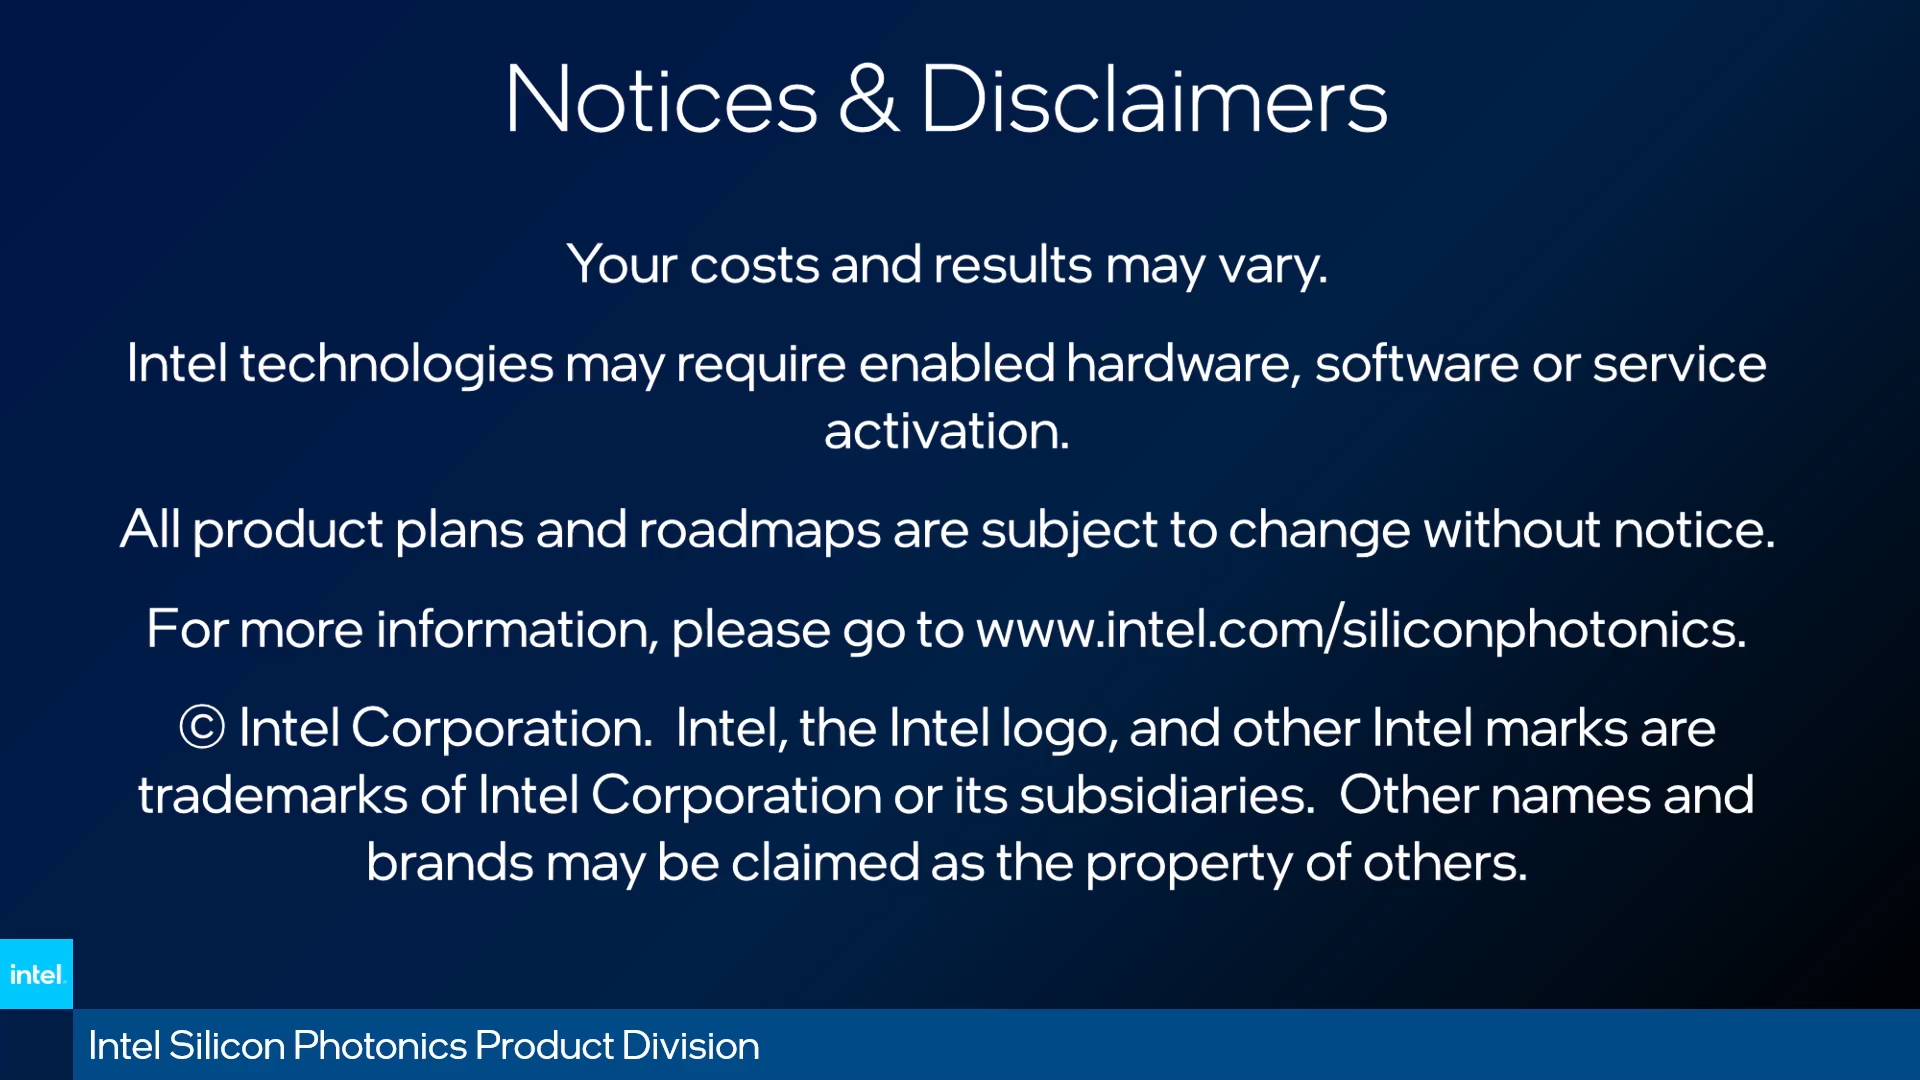 Notices & Disclaimers
Your costs and results may vary.
Intel technologies may require enabled hardware, software or service
activation.
All product plans and roadmaps are subject to change without notice.
For more information, please go to www.intel.com/siliconphotonics.
© Intel Corporation.  Intel, the Intel logo, and other Intel marks are
trademarks of Intel Corporation or its subsidiaries.  Other names and
brands may be claimed as the property of others.
intel.
Intel Silicon Photonics Product Division